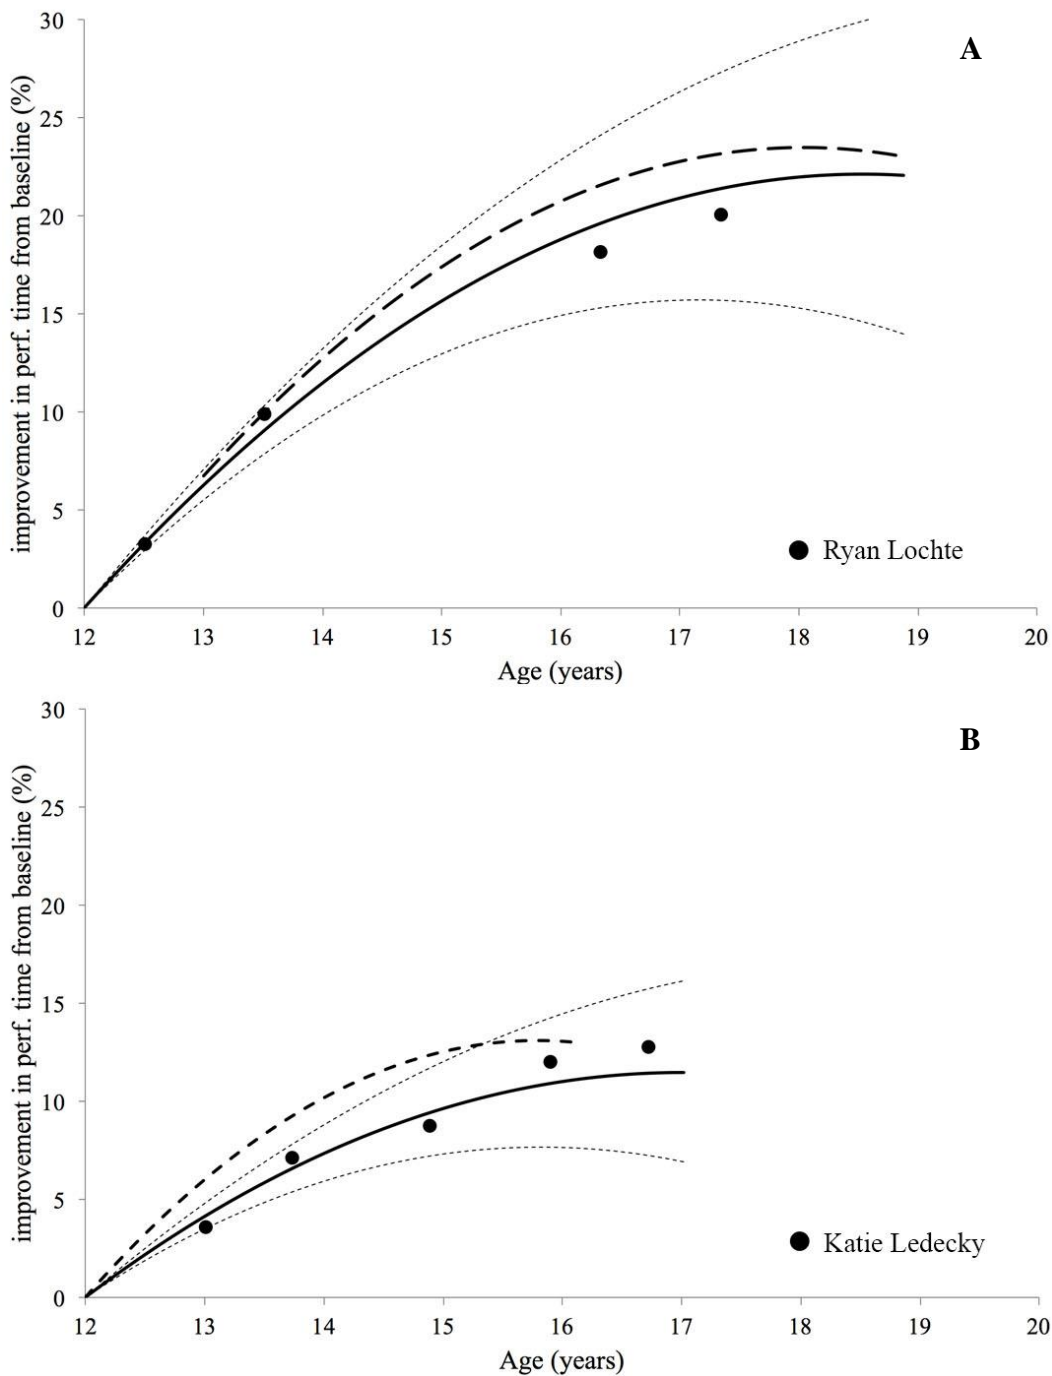 A
improvement in perf. time from baseline (%)
30
25
20
15
10
5
0
12 13 14 15 16 17 18 19 20
Age (years)
Ryan Lochte
B
improvement in perf. time from baseline (%)
30
25
20
15
10
5
0
12 13 14 15 16 17 18 19 20
Age (years)
Katie Ledecky